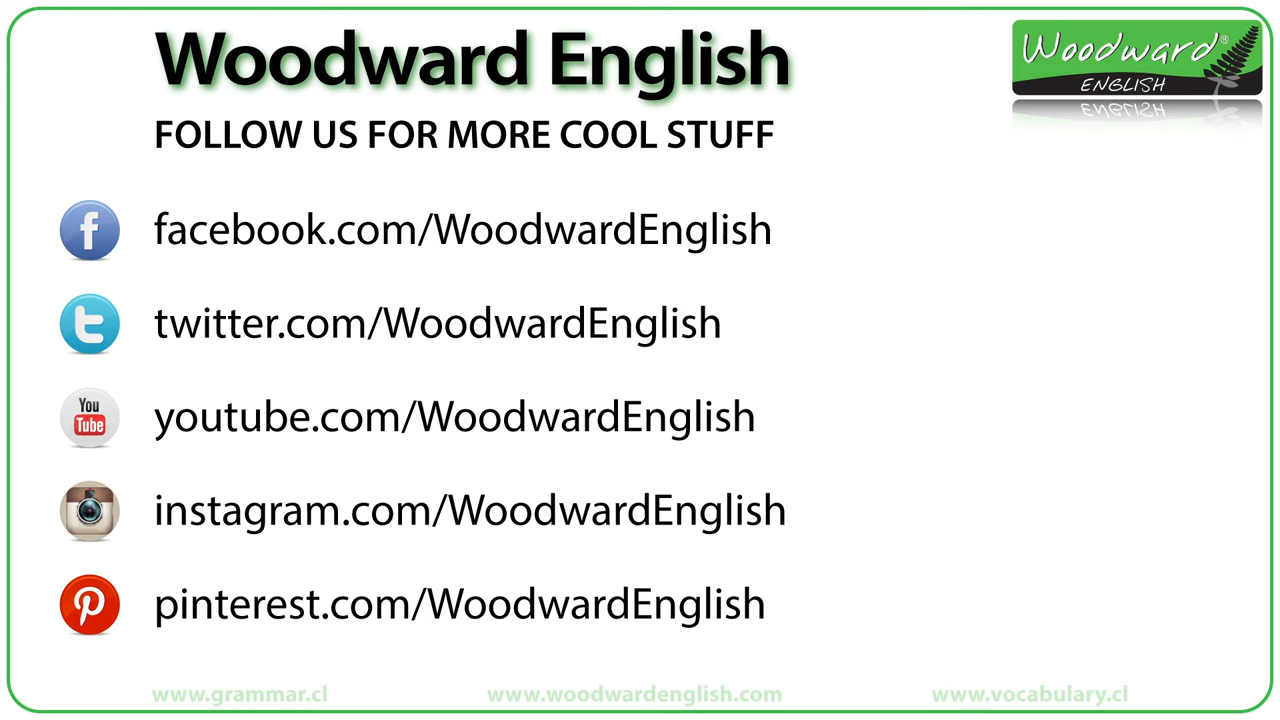 Woodward English
Woodward®
ENGLISH
FOLLOW US FOR MORE COOL STUFF
f
facebook.com/WoodwardEnglish
t
twitter.com/WoodwardEnglish
You
Tube
youtube.com/WoodwardEnglish
instagram.com/WoodwardEnglish
P
pinterest.com/WoodwardEnglish
www.grammar.cl
www.woodwardenglish.com
www.vocabulary.cl